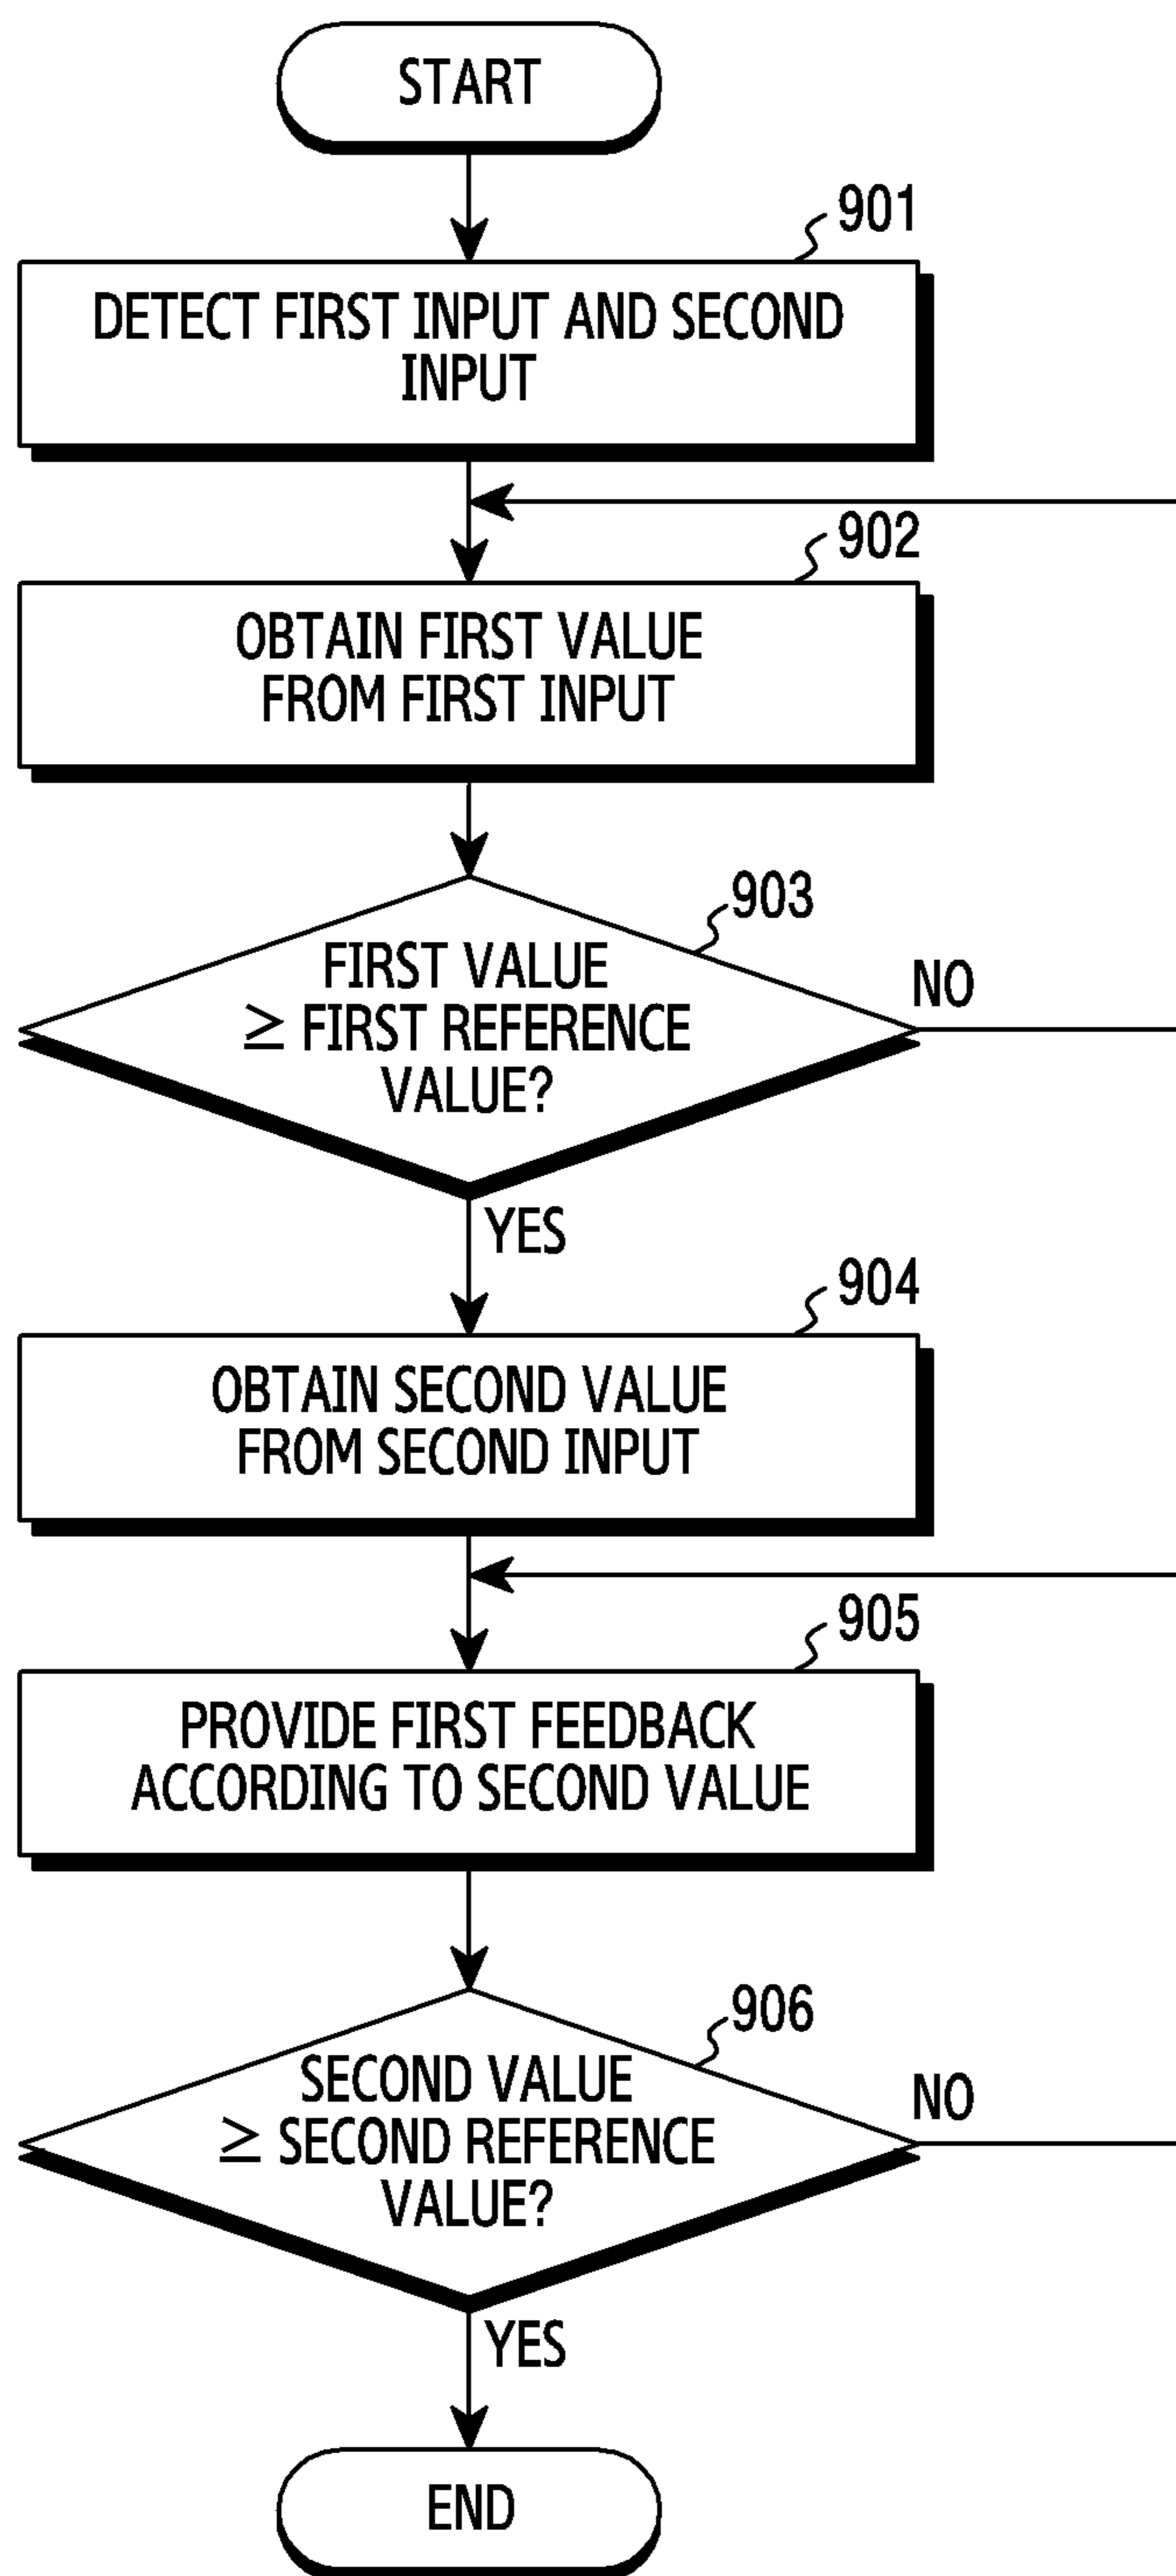 START
901
DETECT FIRST INPUT AND SECOND
INPUT
902
OBTAIN FIRST VALUE
FROM FIRST INPUT
903
FIRST VALUE
≥ FIRST REFERENCE
VALUE?
NO
YES
904
OBTAIN SECOND VALUE
FROM SECOND INPUT
905
PROVIDE FIRST FEEDBACK
ACCORDING TO SECOND VALUE
906
SECOND VALUE
≥ SECOND REFERENCE
VALUE?
NO
YES
END